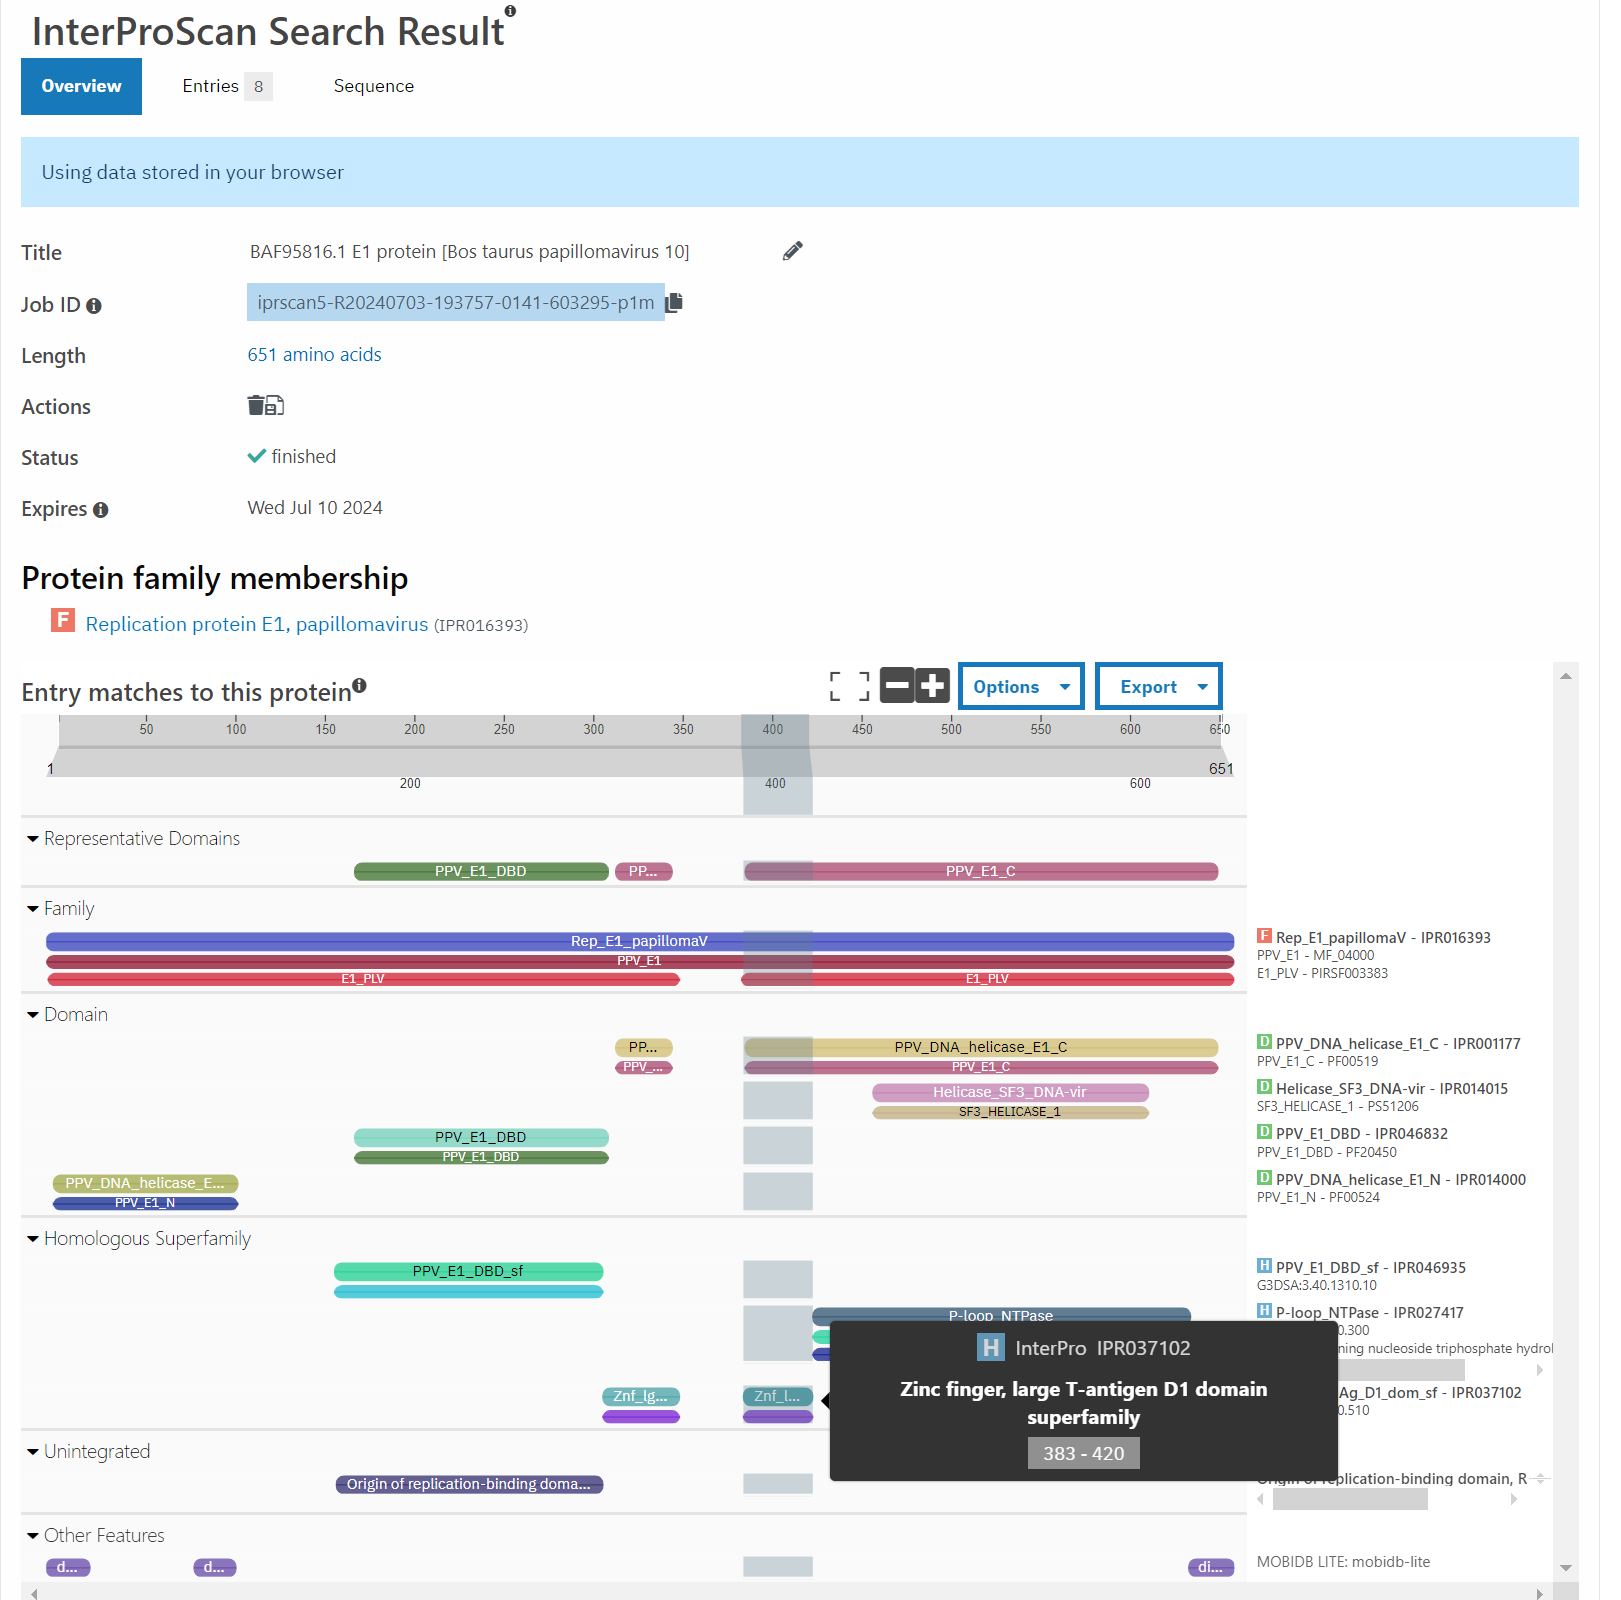 InterProScan Search Result
Overview
Entries 8
Sequence
Using data stored in your browser
Title BAF95816.1 E1 protein [Bos taurus papillomavirus 10]
Job ID iprscan5-R20240703-193757-0141-603295-p1m
Length 651 amino acids
Actions
Status finished
Expires Wed Jul 10 2024
Protein family membership
F Replication protein E1, papillomavirus (IPR016393)
Entry matches to this protein
Options
Export
50 100 150 200 250 300 350 400 450 500 550 600 650
1 651
200 400 600
Representative Domains
PPV_E1_DBD PP... PPV_E1_C
Family
Rep_E1_papillomaV
F Rep_E1_papillomaV - IPR016393
PPV_E1
PPV_E1 - MF_04000
E1_PLV E1_PLV
E1_PLV - PIRSF003383
Domain
PP... PPV_DNA_helicase_E1_C
D PPV_DNA_helicase_E1_C - IPR001177
PPV_... PPV_E1_C
PPV_E1_C - PF00519
Helicase_SF3_DNA-vir
D Helicase_SF3_DNA-vir - IPR014015
SF3_HELICASE_1
SF3_HELICASE_1 - PS51206
PPV_E1_DBD
D PPV_E1_DBD - IPR046832
PPV_E1_DBD
PPV_E1_DBD - PF20450
PPV_DNA_helicase_E...
D PPV_DNA_helicase_E1_N - IPR014000
PPV_E1_N
PPV_E1_N - PF00524
Homologous Superfamily
PPV_E1_DBD_sf
H PPV_E1_DBD_sf - IPR046935
G3DSA:3.40.1310.10
P-loop_NTPase
H P-loop_NTPase - IPR027417
0.300
ning nucleoside triphosphate hydrol
H InterPro IPR037102
Zinc finger, large T-antigen D1 domain
superfamily
383 - 420
Znf_lg... Znf_l...
Ag_D1_dom_sf - IPR037102
0.510
Unintegrated
Origin of replication-binding doma...
Origin of replication-binding domain, R
Other Features
d... d... di...
MOBIDB LITE: mobidb-lite